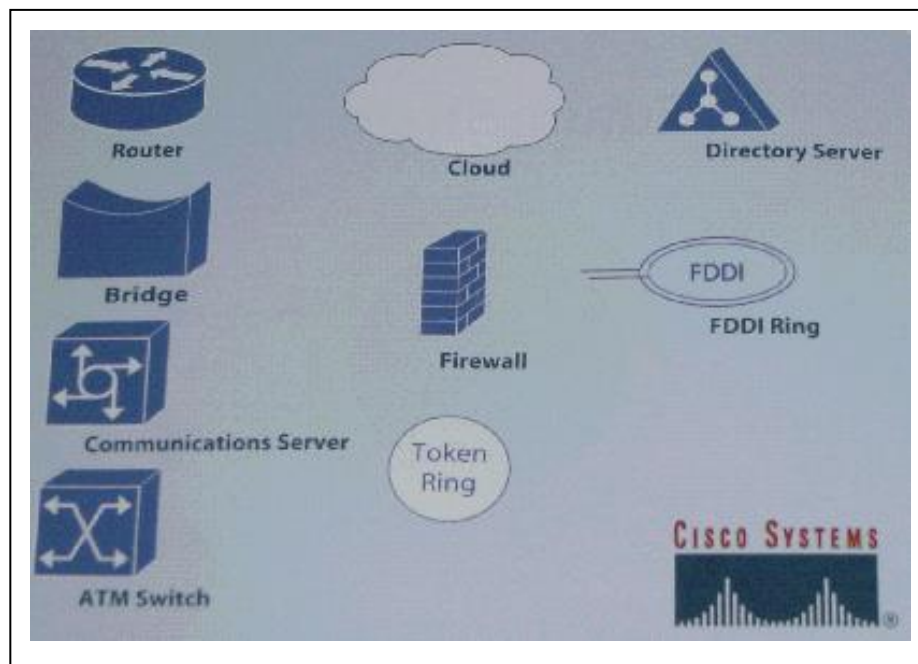 Router
Cloud
Directory Server
Bridge
Firewall
FDDI
FDDI Ring
Communications Server
Token
Ring
ATM Switch
CISCO SYSTEMS
®